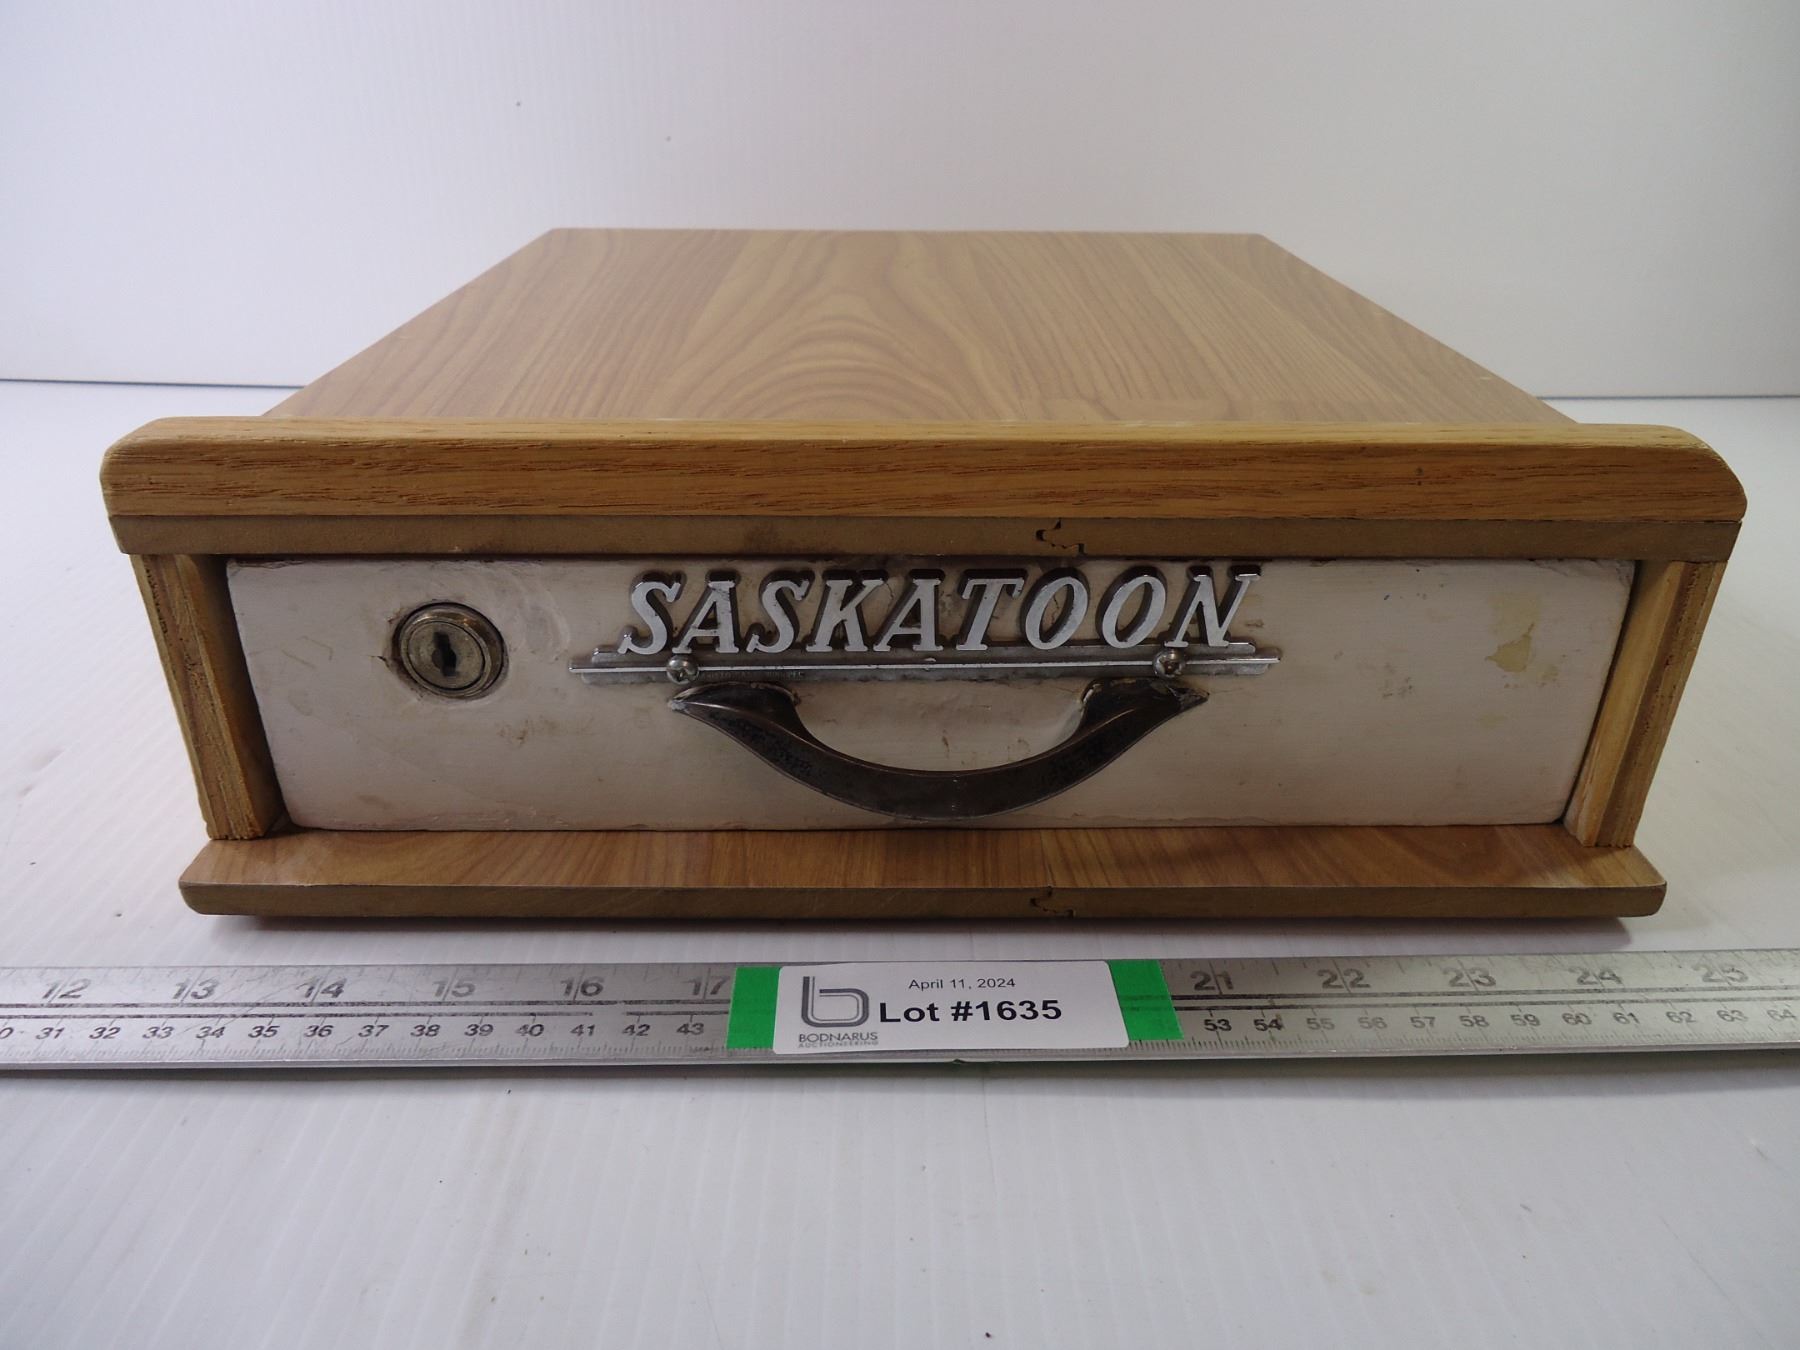 SASKATOON
12 13 14 15 16 17 21 22 23 24 25
April 11, 2024
Lot #1635
BODNARUS
AUCTIONEERING
31 32 33 34 35 36 37 38 39 40 41 42 43 53 54 55 56 57 58 59 60 61 62 63 64